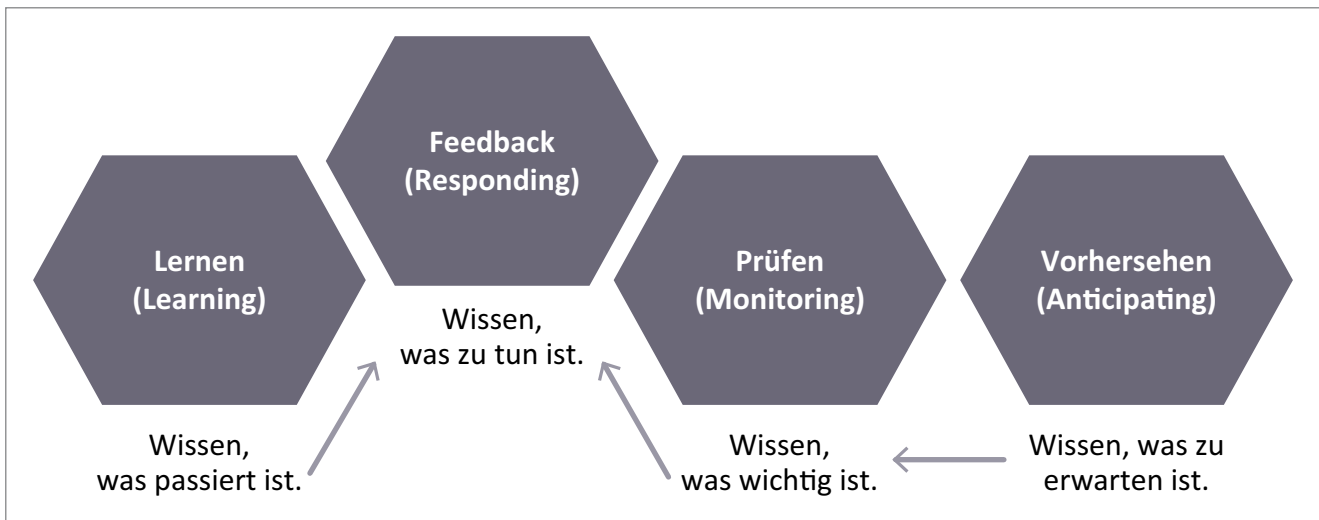 Lernen
(Learning)
Feedback
(Responding)
Prüfen
(Monitoring)
Vorhersehen
(Anticipating)
Wissen,
was passiert ist.
Wissen,
was zu tun ist.
Wissen,
was wichtig ist.
Wissen, was zu
erwarten ist.